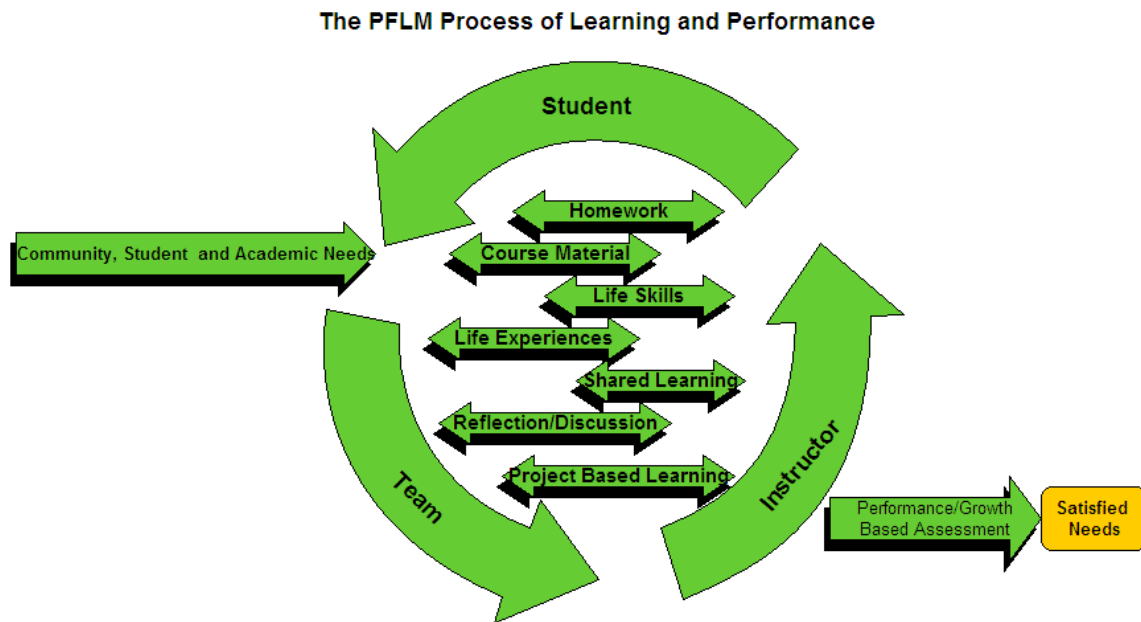 The PFLM Process of Learning and Performance
Student
Homework
Community, Student and Academic Needs
Course Material
Life Skills
Life Experiences
Shared Learning
Reflection/Discussion
Project Based Learning
Team
Instructor
Performance/Growth
Based Assessment
Satisfied
Needs